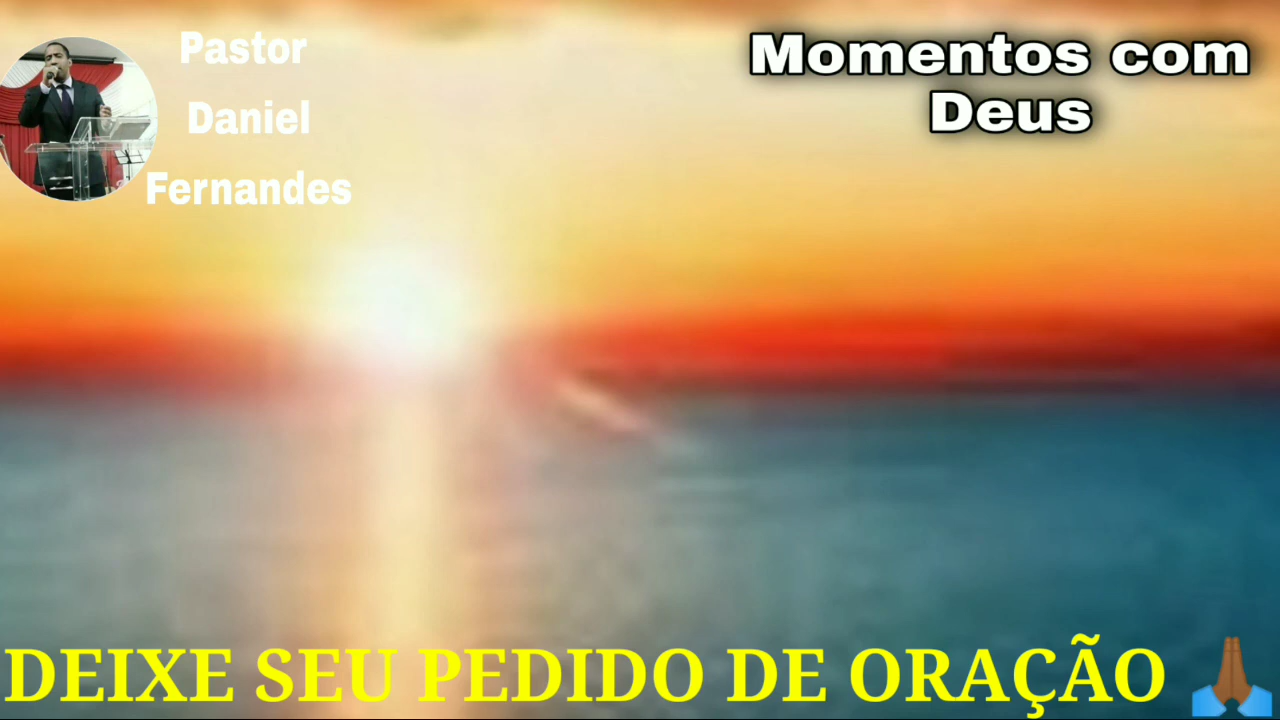 Pastor
Daniel
Fernandes
Momentos com
Deus
DEIXE SEU PEDIDO DE ORAÇÃO 🙏🏾